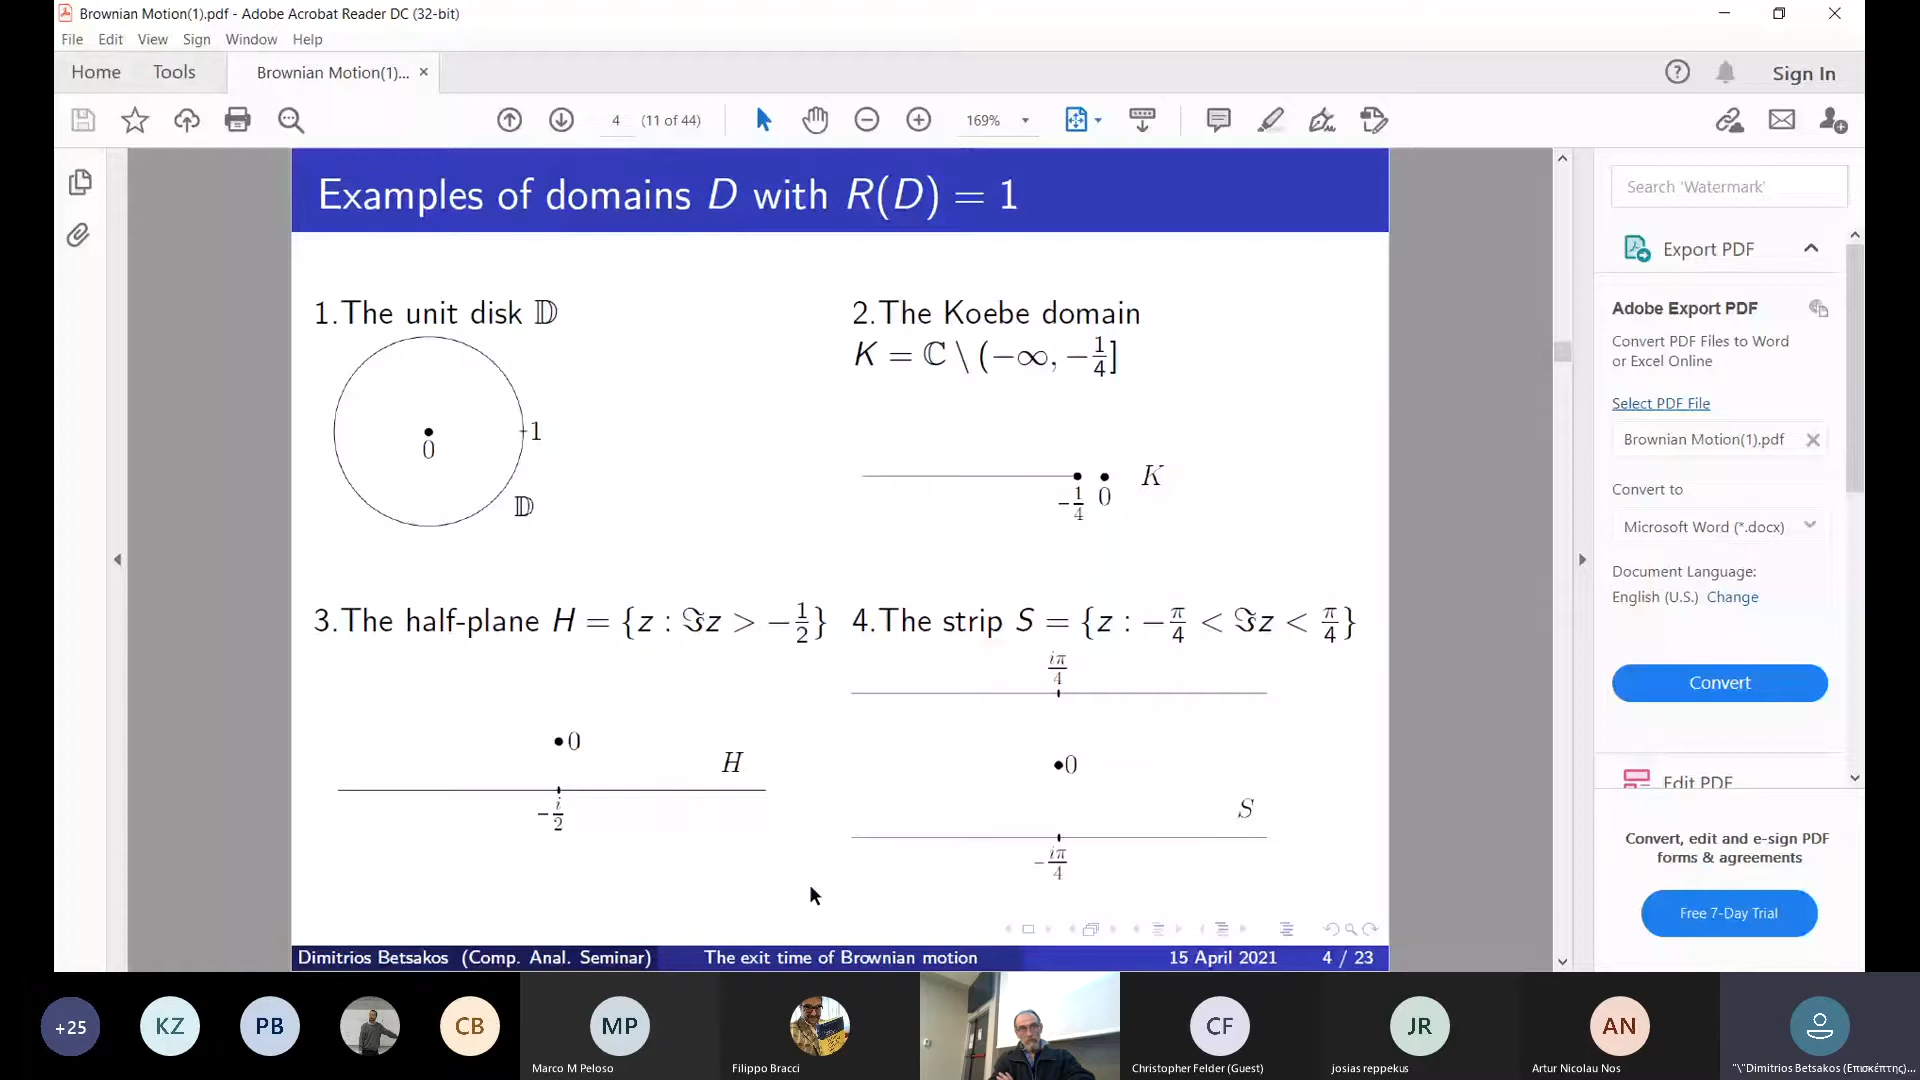 Brownian Motion(1).pdf - Adobe Acrobat Reader DC (32-bit)
File Edit View Sign Window Help
Home Tools Brownian Motion(1)... ×
Sign In
4 (11 of 44) 169%
Examples of domains D with R(D) = 1
1.The unit disk 𝔻
0
1
𝔻
2.The Koebe domain
K = ℂ \ (−∞, −1/4]
−1/4 0 K
3.The half-plane H = {z : ℑz > −1/2}
0
H
−i/2
4.The strip S = {z : −π/4 < ℑz < π/4}
iπ/4
0
S
−iπ/4
Dimitrios Betsakos (Comp. Anal. Seminar) The exit time of Brownian motion 15 April 2021 4 / 23
Search 'Watermark'
Export PDF
Adobe Export PDF
Convert PDF Files to Word
or Excel Online
Select PDF File
Brownian Motion(1).pdf
Convert to
Microsoft Word (*.docx)
Document Language:
English (U.S.) Change
Convert
Edit PDF
Convert, edit and e-sign PDF
forms & agreements
Free 7-Day Trial
+25 KZ PB CB MP CF JR AN
Marco M Peloso Filippo Bracci Christopher Felder (Guest) josias reppekus Artur Nicolau Nos "\"Dimitrios Betsakos (Επισκέπτης)...